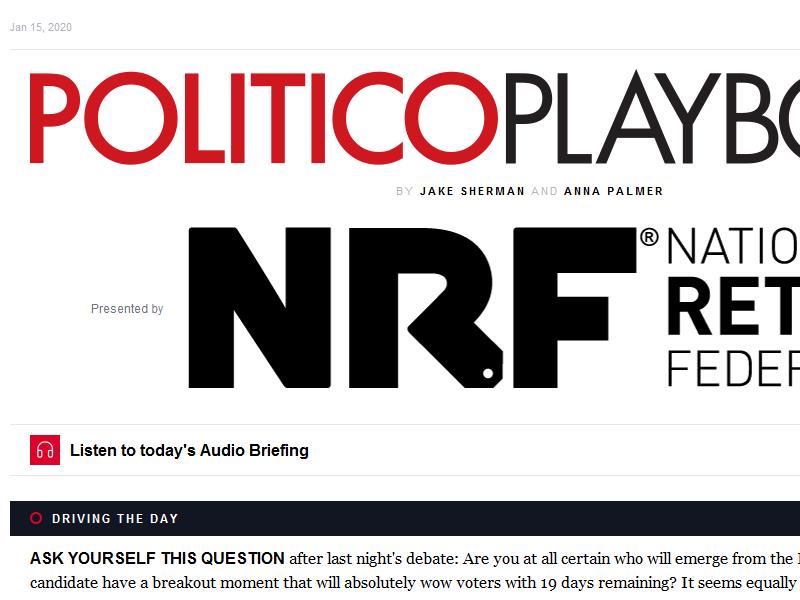 Jan 15, 2020
POLITICOPLAYBO
BY JAKE SHERMAN AND ANNA PALMER
Presented by
NRF®
NATIO
RET
FEDER
Listen to today's Audio Briefing
DRIVING THE DAY
ASK YOURSELF THIS QUESTION after last night's debate: Are you at all certain who will emerge from the
candidate have a breakout moment that will absolutely wow voters with 19 days remaining? It seems equally